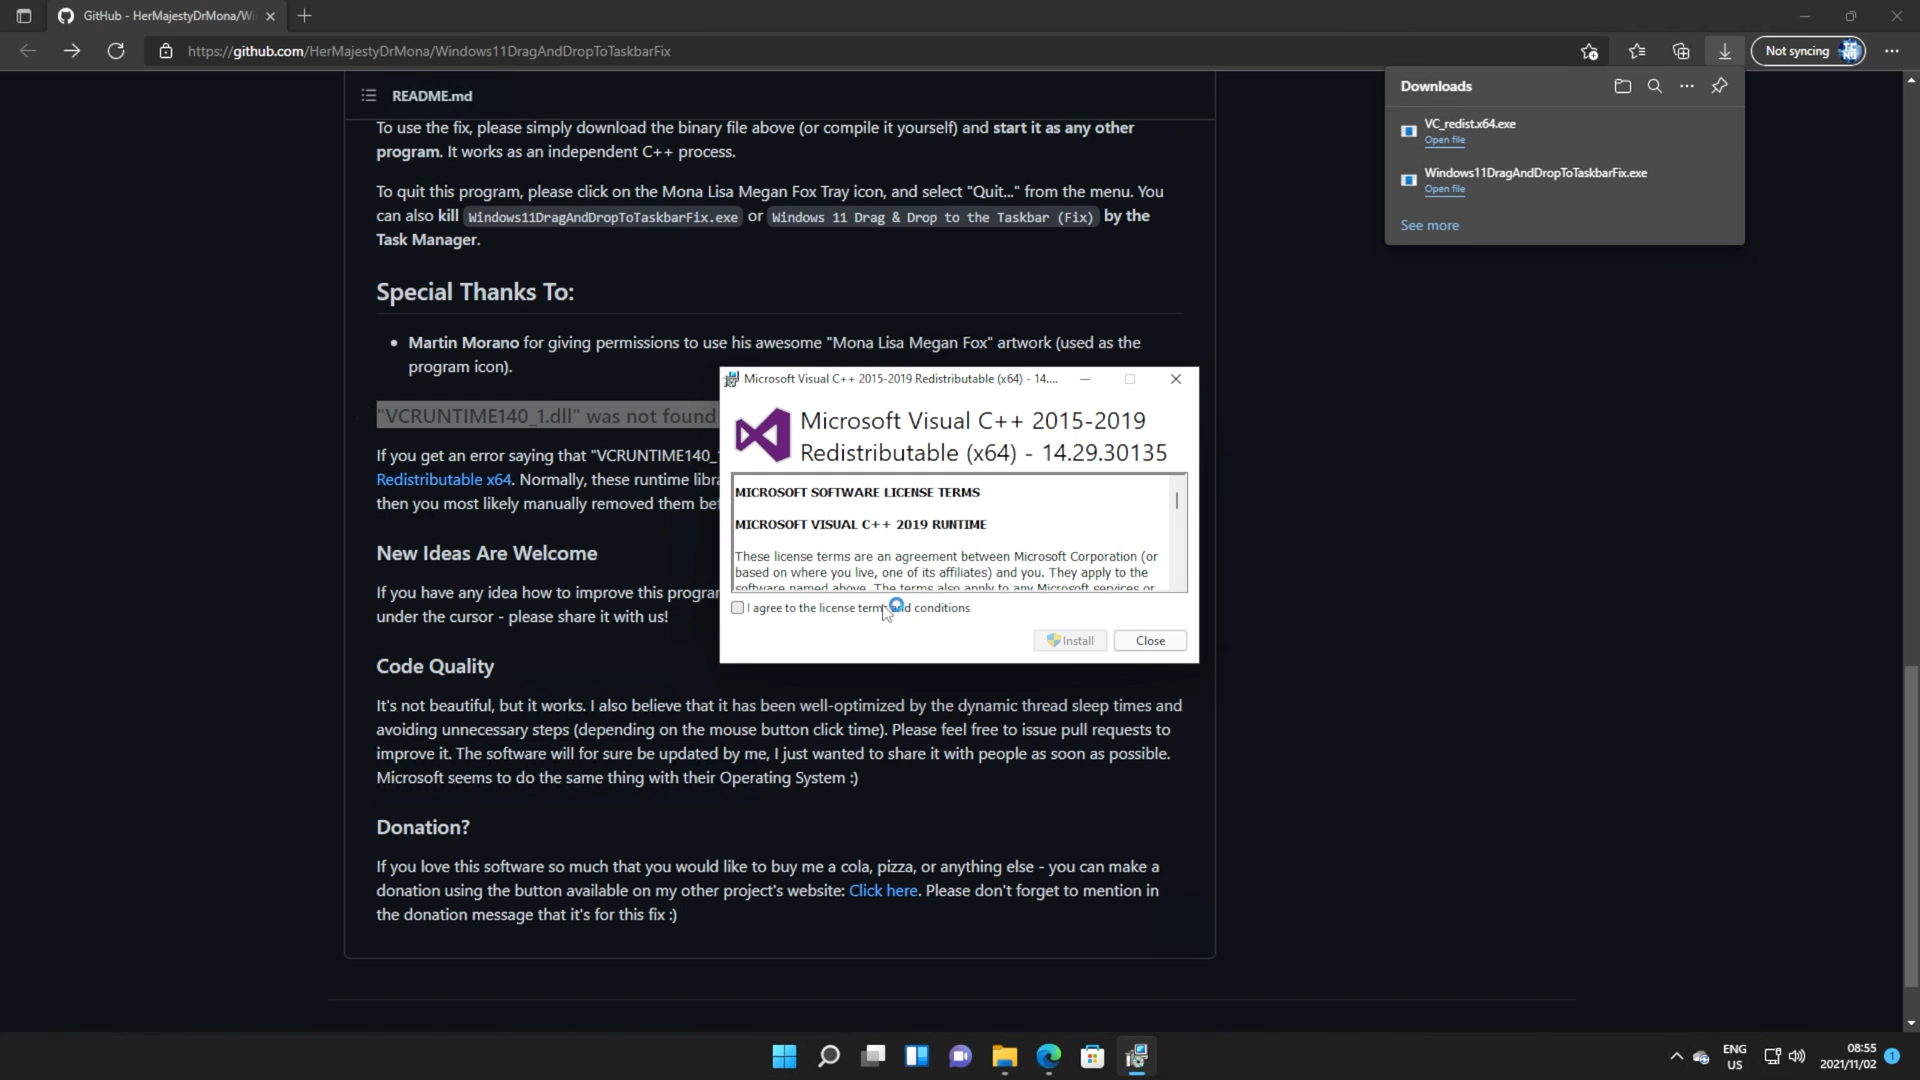 GitHub - HerMajestyDrMona/Wi
https://github.com/HerMajestyDrMona/Windows11DragAndDropToTaskbarFix
Not syncing
Downloads
VC_redist.x64.exe
Open file
Windows11DragAndDropToTaskbarFix.exe
Open file
See more
README.md
To use the fix, please simply download the binary file above (or compile it yourself) and start it as any other
program. It works as an independent C++ process.
To quit this program, please click on the Mona Lisa Megan Fox Tray icon, and select "Quit..." from the menu. You
can also kill Windows11DragAndDropToTaskbarFix.exe or Windows 11 Drag & Drop to the Taskbar (Fix) by the
Task Manager.
Special Thanks To:
Martin Morano for giving permissions to use his awesome "Mona Lisa Megan Fox" artwork (used as the
program icon).
"VCRUNTIME140_1.dll" was not found
If you get an error saying that "VCRUNTIME140_1
Redistributable x64. Normally, these runtime libra
then you most likely manually removed them bef
New Ideas Are Welcome
If you have any idea how to improve this progra
under the cursor - please share it with us!
Code Quality
It's not beautiful, but it works. I also believe that it has been well-optimized by the dynamic thread sleep times and
avoiding unnecessary steps (depending on the mouse button click time). Please feel free to issue pull requests to
improve it. The software will for sure be updated by me, I just wanted to share it with people as soon as possible.
Microsoft seems to do the same thing with their Operating System :)
Donation?
If you love this software so much that you would like to buy me a cola, pizza, or anything else - you can make a
donation using the button available on my other project's website: Click here. Please don't forget to mention in
the donation message that it's for this fix :)
Microsoft Visual C++ 2015-2019 Redistributable (x64) - 14....
Microsoft Visual C++ 2015-2019
Redistributable (x64) - 14.29.30135
MICROSOFT SOFTWARE LICENSE TERMS
MICROSOFT VISUAL C++ 2019 RUNTIME
These license terms are an agreement between Microsoft Corporation (or
based on where you live, one of its affiliates) and you. They apply to the
software named above. The terms also apply to any Microsoft services or
I agree to the license terms and conditions
Install
Close
ENG
US
08:55
2021/11/02
1